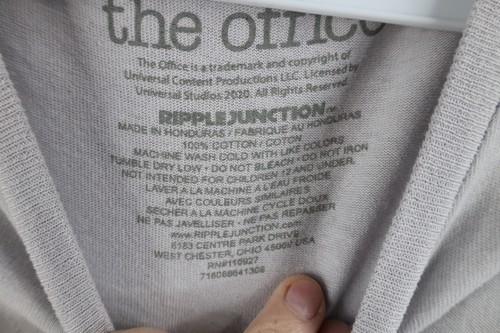 the office
The Office is a trademark and copyright of
Universal Content Productions LLC. Licensed by
Universal Studios 2020. All Rights Reserved.
RIPPLE JUNCTION™
MADE IN HONDURAS / FABRIQUE AU HONDURAS
100% COTTON / COTON
MACHINE WASH COLD WITH LIKE COLORS
TUMBLE DRY LOW • DO NOT BLEACH • DO NOT IRON
NOT INTENDED FOR CHILDREN 12 AND UNDER.
LAVER A LA MACHINE A L'EAU FROIDE
AVEC COULEURS SIMILAIRES
SECHER A LA MACHINE CYCLE DOUX
NE PAS JAVELLISER • NE PAS REPASSER
www.RIPPLEJUNCTION.com
6183 CENTRE PARK DRIVE
WEST CHESTER, OHIO 45069 USA
RN#110927